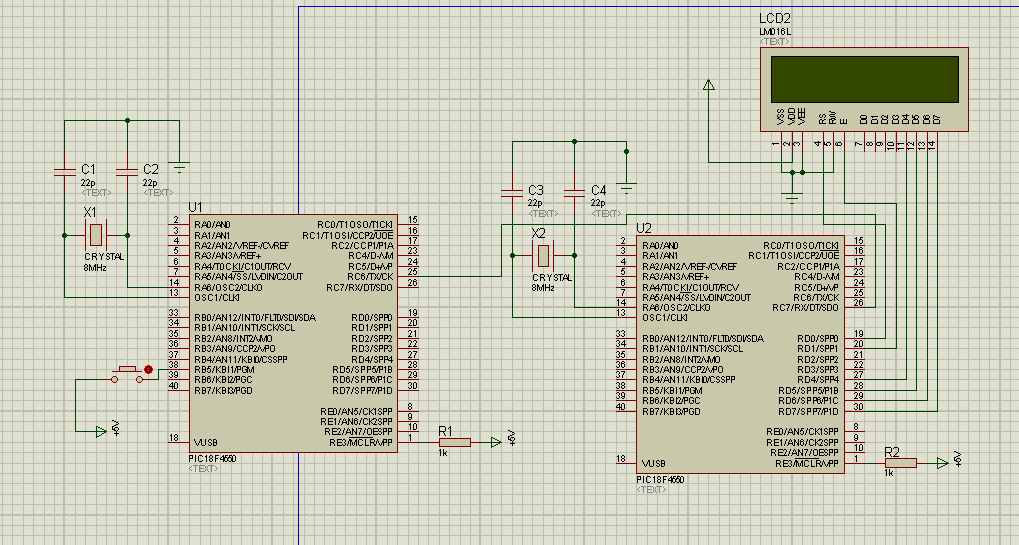 LCD2
LM016L
<TEXT>
VSS
VDD
VEE
RS
RW
E
D0
D1
D2
D3
D4
D5
D6
D7
1
2
3
4
5
6
7
8
9
10
11
12
13
14
C1
22p
<TEXT>
C2
22p
<TEXT>
X1
CRYSTAL
8MHz
C3
22p
<TEXT>
C4
22p
<TEXT>
X2
CRYSTAL
8MHz
U1
2 RA0/AN0 RC0/T1OSO/T1CKI 15
3 RA1/AN1 RC1/T1OSI/CCP2/UOE 16
4 RA2/AN2/VREF-/CVREF RC2/CCP1/P1A 17
5 RA3/AN3/VREF+ RC4/D-/VM 23
6 RA4/T0CKI/C1OUT/RCV RC5/D+/VP 24
7 RA5/AN4/SS/LVDIN/C2OUT RC6/TX/CK 25
14 RA6/OSC2/CLKO RC7/RX/DT/SDO 26
13 OSC1/CLKI
33 RB0/AN12/INT0/FLT0/SDI/SDA RD0/SPP0 19
34 RB1/AN10/INT1/SCK/SCL RD1/SPP1 20
35 RB2/AN8/INT2/VMO RD2/SPP2 21
36 RB3/AN9/CCP2/VPO RD3/SPP3 22
37 RB4/AN11/KBI0/CSSPP RD4/SPP4 27
38 RB5/KBI1/PGM RD5/SPP5/P1B 28
39 RB6/KBI2/PGC RD6/SPP6/P1C 29
40 RB7/KBI3/PGD RD7/SPP7/P1D 30
RE0/AN5/CK1SPP 8
RE1/AN6/CK2SPP 9
RE2/AN7/OESPP 10
18 VUSB RE3/MCLR/VPP 1
PIC18F4550
<TEXT>
+5V
R1
1k
+5V
U2
2 RA0/AN0 RC0/T1OSO/T1CKI 15
3 RA1/AN1 RC1/T1OSI/CCP2/UOE 16
4 RA2/AN2/VREF-/CVREF RC2/CCP1/P1A 17
5 RA3/AN3/VREF+ RC4/D-/VM 23
6 RA4/T0CKI/C1OUT/RCV RC5/D+/VP 24
7 RA5/AN4/SS/LVDIN/C2OUT RC6/TX/CK 25
14 RA6/OSC2/CLKO RC7/RX/DT/SDO 26
13 OSC1/CLKI
33 RB0/AN12/INT0/FLT0/SDI/SDA RD0/SPP0 19
34 RB1/AN10/INT1/SCK/SCL RD1/SPP1 20
35 RB2/AN8/INT2/VMO RD2/SPP2 21
36 RB3/AN9/CCP2/VPO RD3/SPP3 22
37 RB4/AN11/KBI0/CSSPP RD4/SPP4 27
38 RB5/KBI1/PGM RD5/SPP5/P1B 28
39 RB6/KBI2/PGC RD6/SPP6/P1C 29
40 RB7/KBI3/PGD RD7/SPP7/P1D 30
RE0/AN5/CK1SPP 8
RE1/AN6/CK2SPP 9
RE2/AN7/OESPP 10
18 VUSB RE3/MCLR/VPP 1
PIC18F4550
<TEXT>
R2
1k
+5V